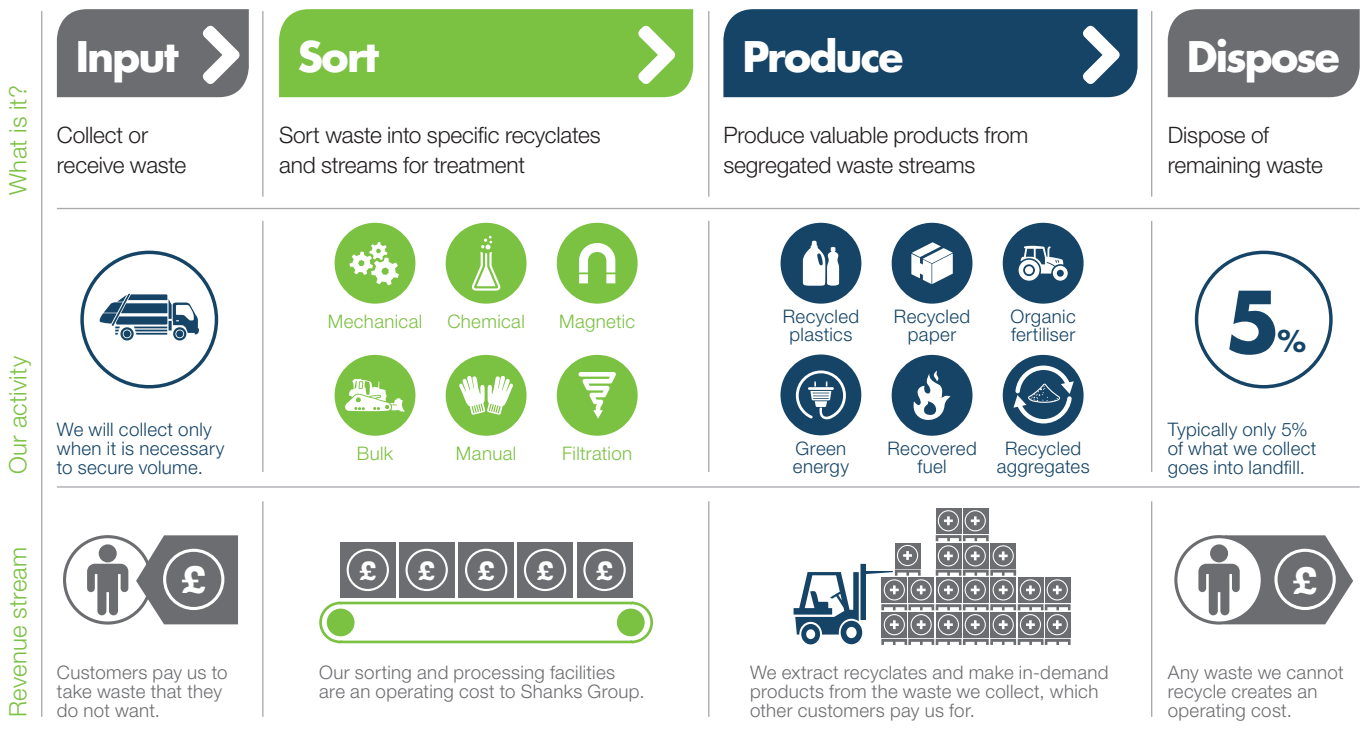 What is it?
Input
Sort
Produce
Dispose
Collect or
receive waste
Sort waste into specific recyclates
and streams for treatment
Produce valuable products from
segregated waste streams
Dispose of
remaining waste
Our activity
We will collect only
when it is necessary
to secure volume.
Mechanical
Chemical
Magnetic
Bulk
Manual
Filtration
Recycled
plastics
Recycled
paper
Organic
fertiliser
Green
energy
Recovered
fuel
Recycled
aggregates
5%
Typically only 5%
of what we collect
goes into landfill.
Revenue stream
£
Customers pay us to
take waste that they
do not want.
£ £ £ £ £
Our sorting and processing facilities
are an operating cost to Shanks Group.
We extract recyclates and make in-demand
products from the waste we collect, which
other customers pay us for.
£
Any waste we cannot
recycle creates an
operating cost.